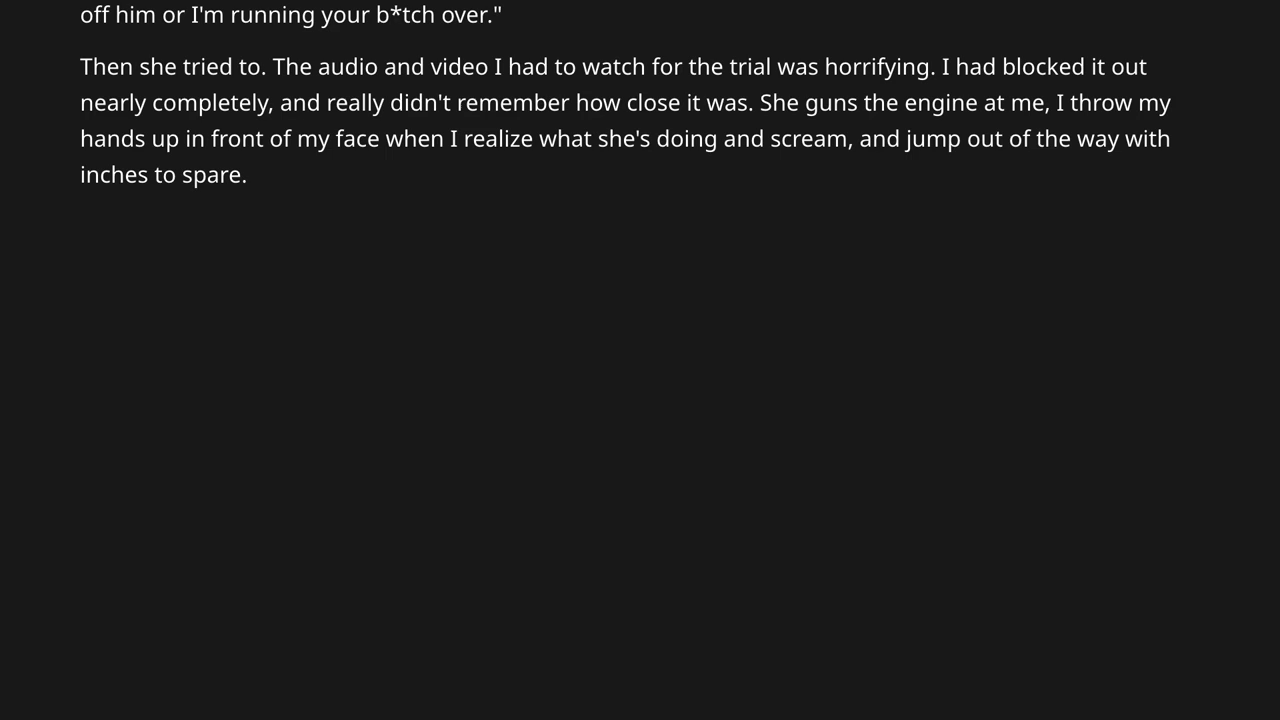 off him or I'm running your b*tch over."
Then she tried to. The audio and video I had to watch for the trial was horrifying. I had blocked it out
nearly completely, and really didn't remember how close it was. She guns the engine at me, I throw my
hands up in front of my face when I realize what she's doing and scream, and jump out of the way with
inches to spare.